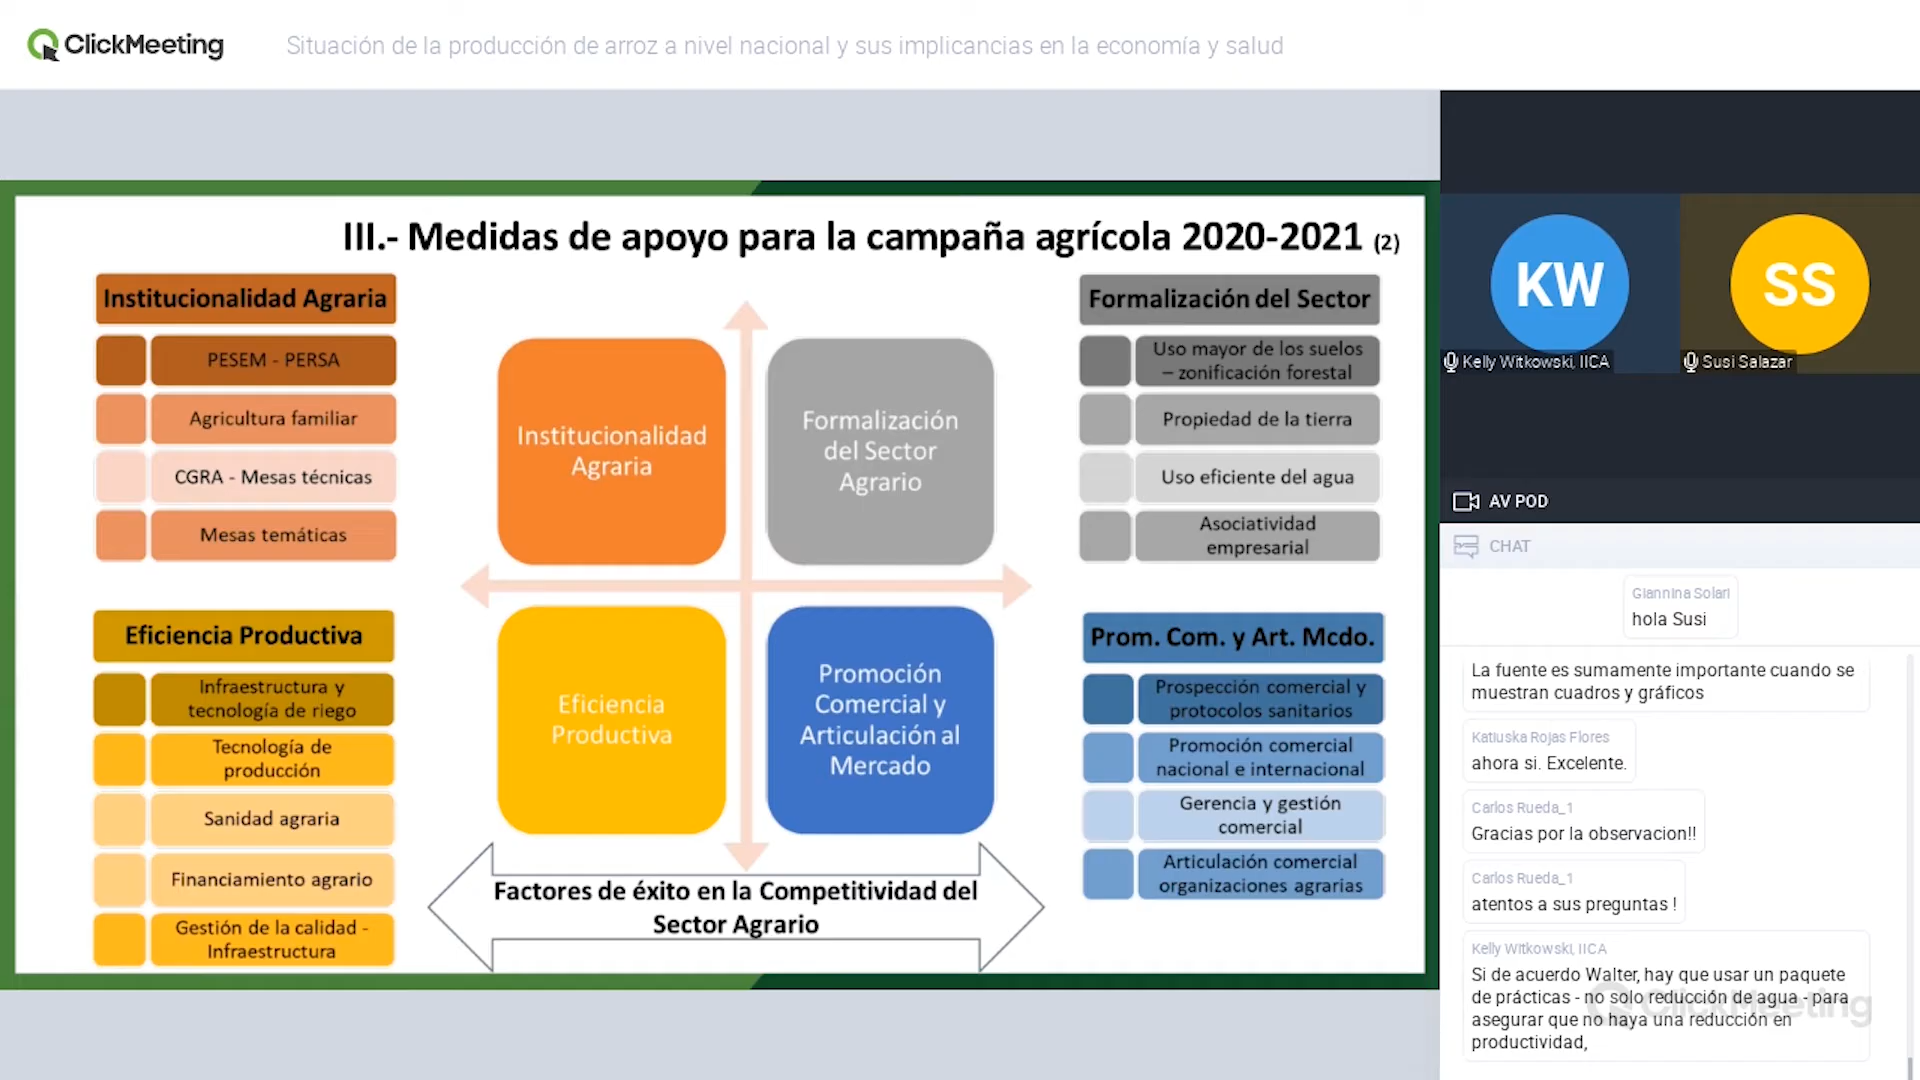 ClickMeeting
Situación de la producción de arroz a nivel nacional y sus implicancias en la economía y salud
III.- Medidas de apoyo para la campaña agrícola 2020-2021 (2)
Institucionalidad Agraria
PESEM - PERSA
Agricultura familiar
CGRA - Mesas técnicas
Mesas temáticas
Eficiencia Productiva
Infraestructura y
tecnología de riego
Tecnología de
producción
Sanidad agraria
Financiamiento agrario
Gestión de la calidad -
Infraestructura
Institucionalidad
Agraria
Formalización
del Sector
Agrario
Eficiencia
Productiva
Promoción
Comercial y
Articulación al
Mercado
Factores de éxito en la Competitividad del
Sector Agrario
Formalización del Sector
Uso mayor de los suelos
– zonificación forestal
Propiedad de la tierra
Uso eficiente del agua
Asociatividad
empresarial
Prom. Com. y Art. Mcdo.
Prospección comercial y
protocolos sanitarios
Promoción comercial
nacional e internacional
Gerencia y gestión
comercial
Articulación comercial
organizaciones agrarias
KW
Kelly Witkowski, IICA
SS
Susi Salazar
AV POD
CHAT
Giannina Solari
hola Susi
La fuente es sumamente importante cuando se
muestran cuadros y gráficos
Katiuska Rojas Flores
ahora si. Excelente.
Carlos Rueda_1
Gracias por la observacion!!
Carlos Rueda_1
atentos a sus preguntas !
Kelly Witkowski, IICA
Si de acuerdo Walter, hay que usar un paquete
de prácticas - no solo reducción de agua - para
asegurar que no haya una reducción en
productividad,
ClickMeeting